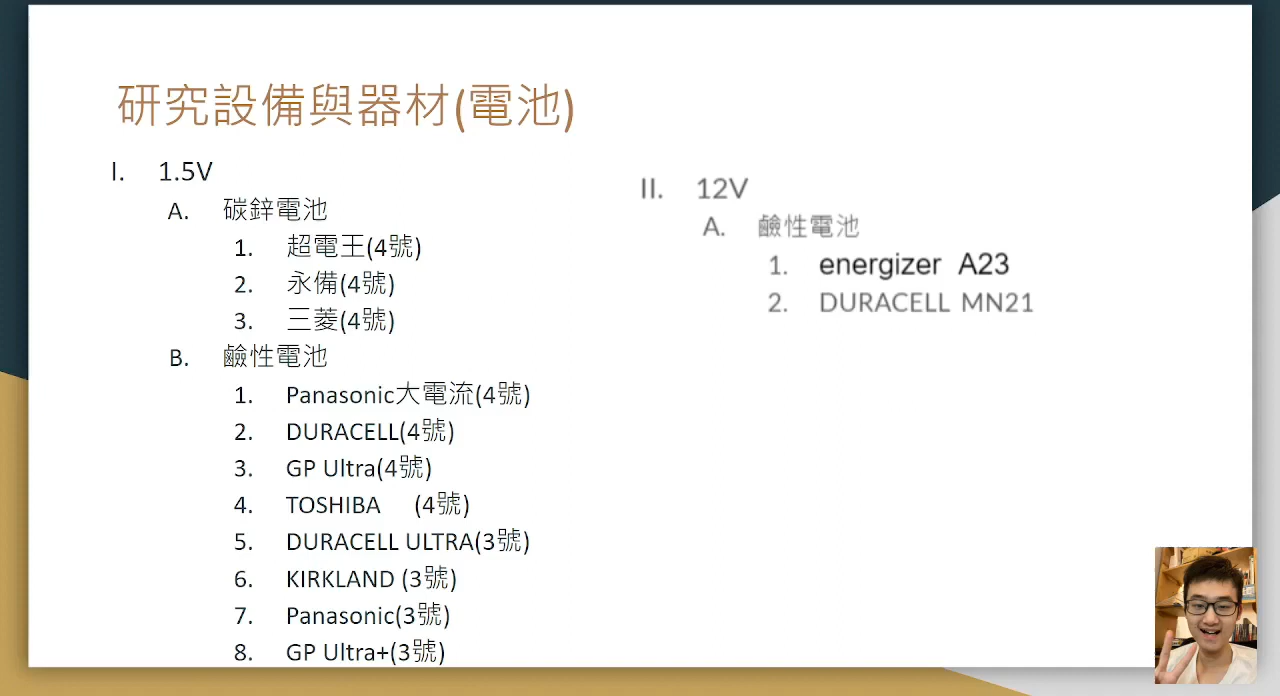 研究設備與器材(電池)
I. 1.5V
A. 碳鋅電池
1. 超電王(4號)
2. 永備(4號)
3. 三菱(4號)
B. 鹼性電池
1. Panasonic大電流(4號)
2. DURACELL(4號)
3. GP Ultra(4號)
4. TOSHIBA (4號)
5. DURACELL ULTRA(3號)
6. KIRKLAND (3號)
7. Panasonic(3號)
8. GP Ultra+(3號)
II. 12V
A. 鹼性電池
1. energizer A23
2. DURACELL MN21